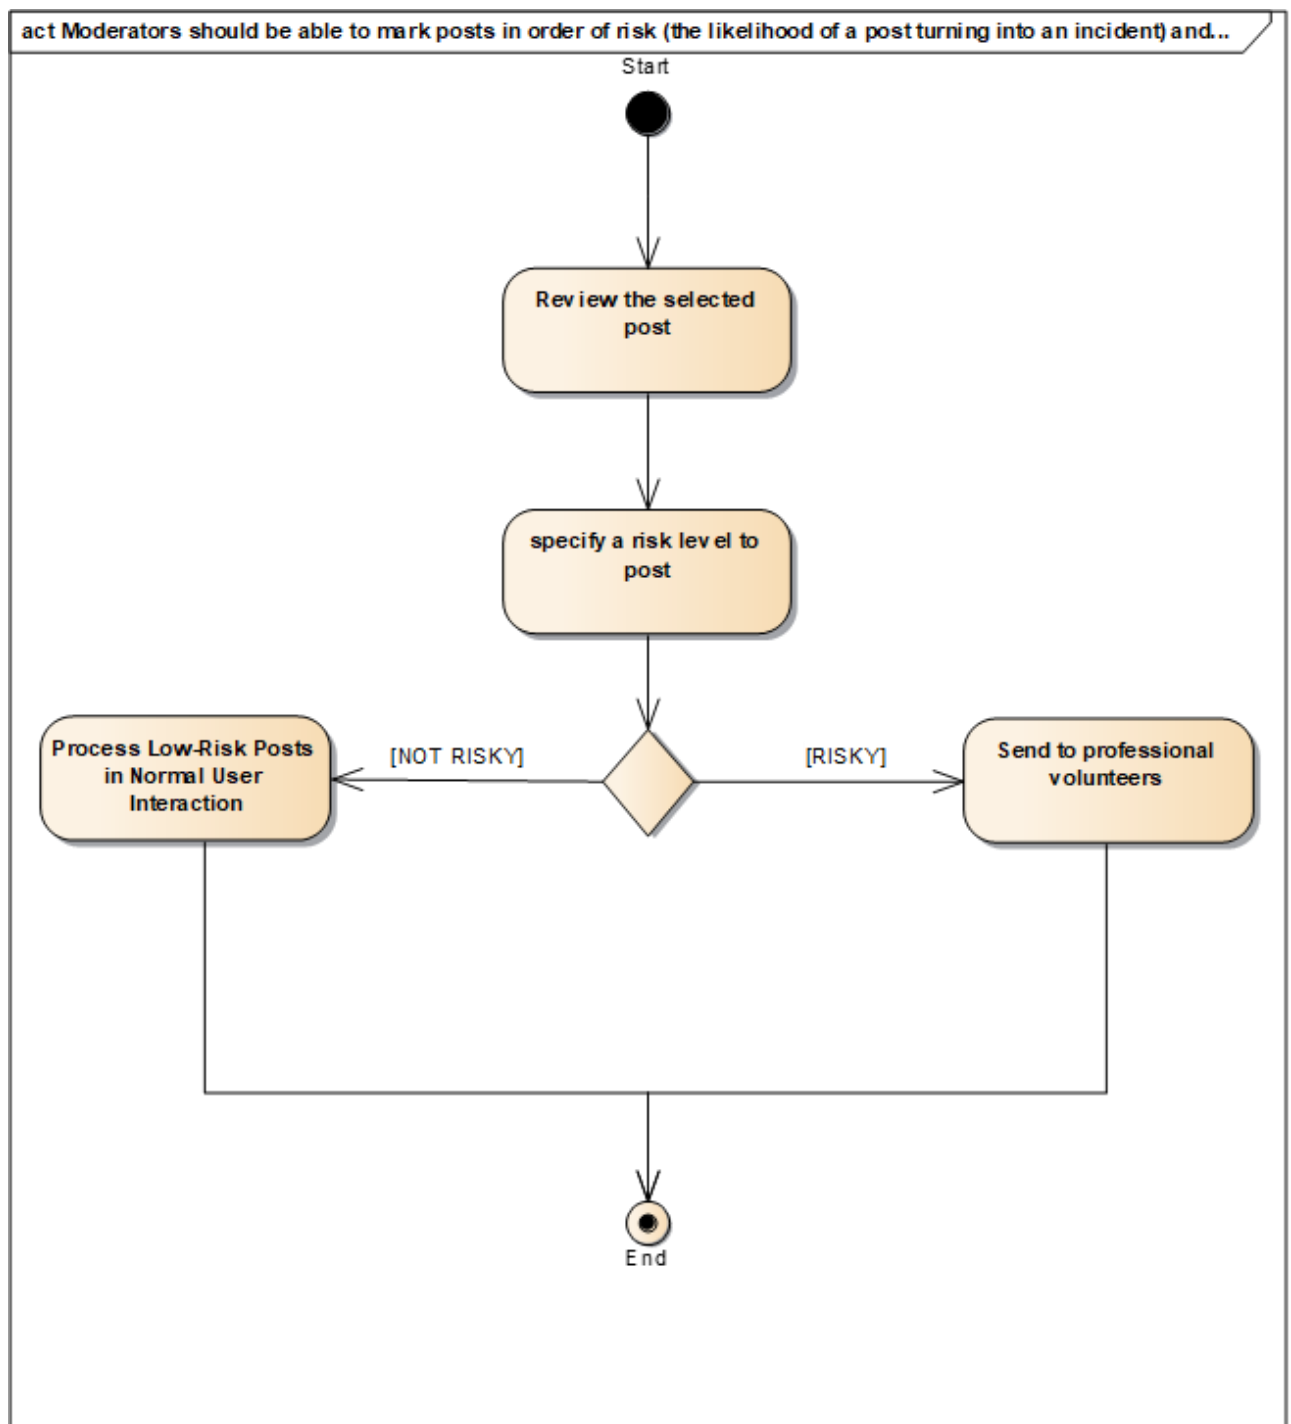 act Moderators should be able to mark posts in order of risk (the likelihood of a post turning into an incident) and...
Start
Review the selected
post
specify a risk level to
post
Process Low-Risk Posts
in Normal User
Interaction
[NOT RISKY]
[RISKY]
Send to professional
volunteers
End